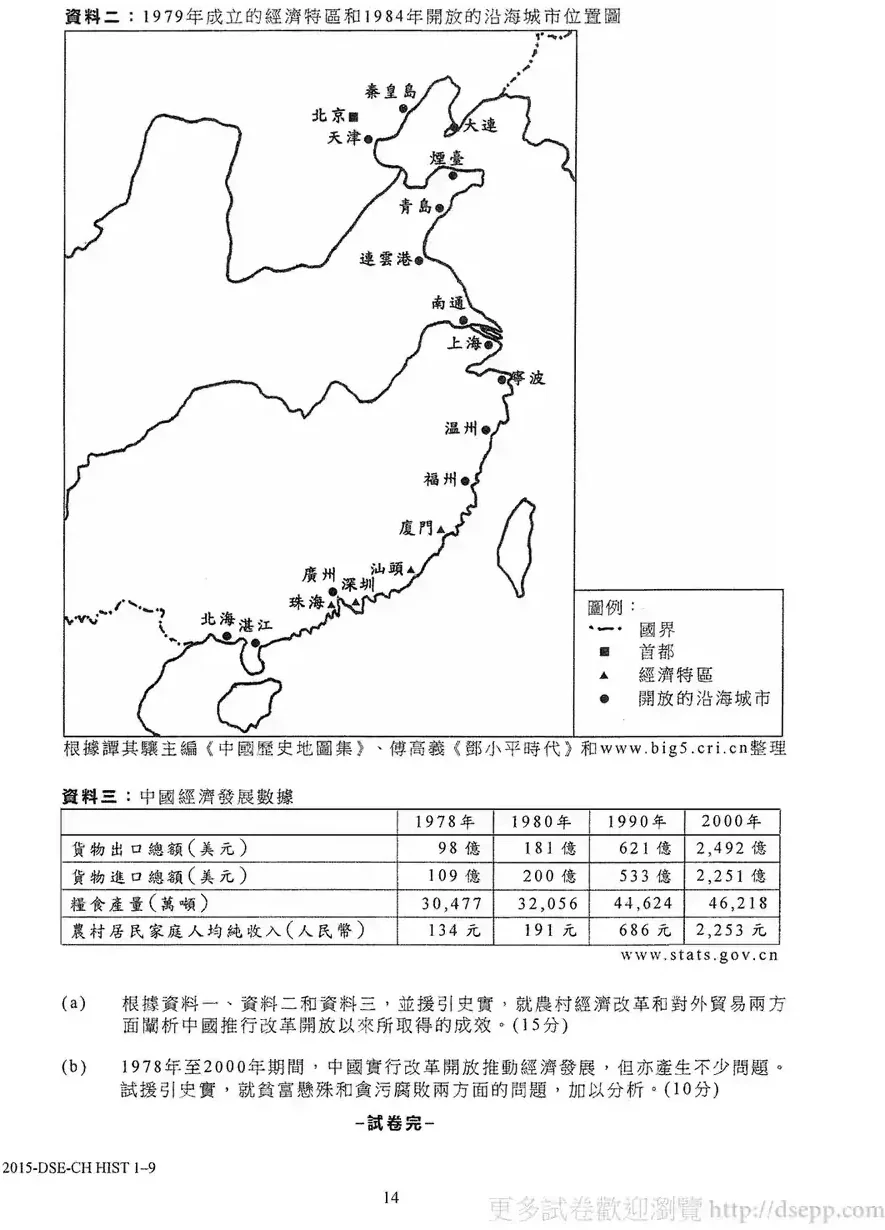 資料二：1979年成立的經濟特區和1984年開放的沿海城市位置圖
秦皇島
北京
天津
大連
煙臺
青島
連雲港
南通
上海
寧波
温州
福州
廈門
汕頭
廣州
深圳
珠海
北海
湛江
圖例：
國界
首都
經濟特區
開放的沿海城市
根據譚其驤主編《中國歷史地圖集》、傅高義《鄧小平時代》和www.big5.cri.cn整理
資料三：中國經濟發展數據
1978年 1980年 1990年 2000年
貨物出口總額(美元) 98億 181億 621億 2,492億
貨物進口總額(美元) 109億 200億 533億 2,251億
糧食產量(萬噸) 30,477 32,056 44,624 46,218
農村居民家庭人均純收入(人民幣) 134元 191元 686元 2,253元
www.stats.gov.cn
(a) 根據資料一、資料二和資料三，並援引史實，就農村經濟改革和對外貿易兩方
面闡析中國推行改革開放以來所取得的成效。(15分)
(b) 1978年至2000年期間，中國實行改革開放推動經濟發展，但亦產生不少問題。
試援引史實，就貧富懸殊和貪污腐敗兩方面的問題，加以分析。(10分)
–試卷完–
2015-DSE-CH HIST 1–9
14
更多試卷歡迎瀏覽 http://dsepp.com